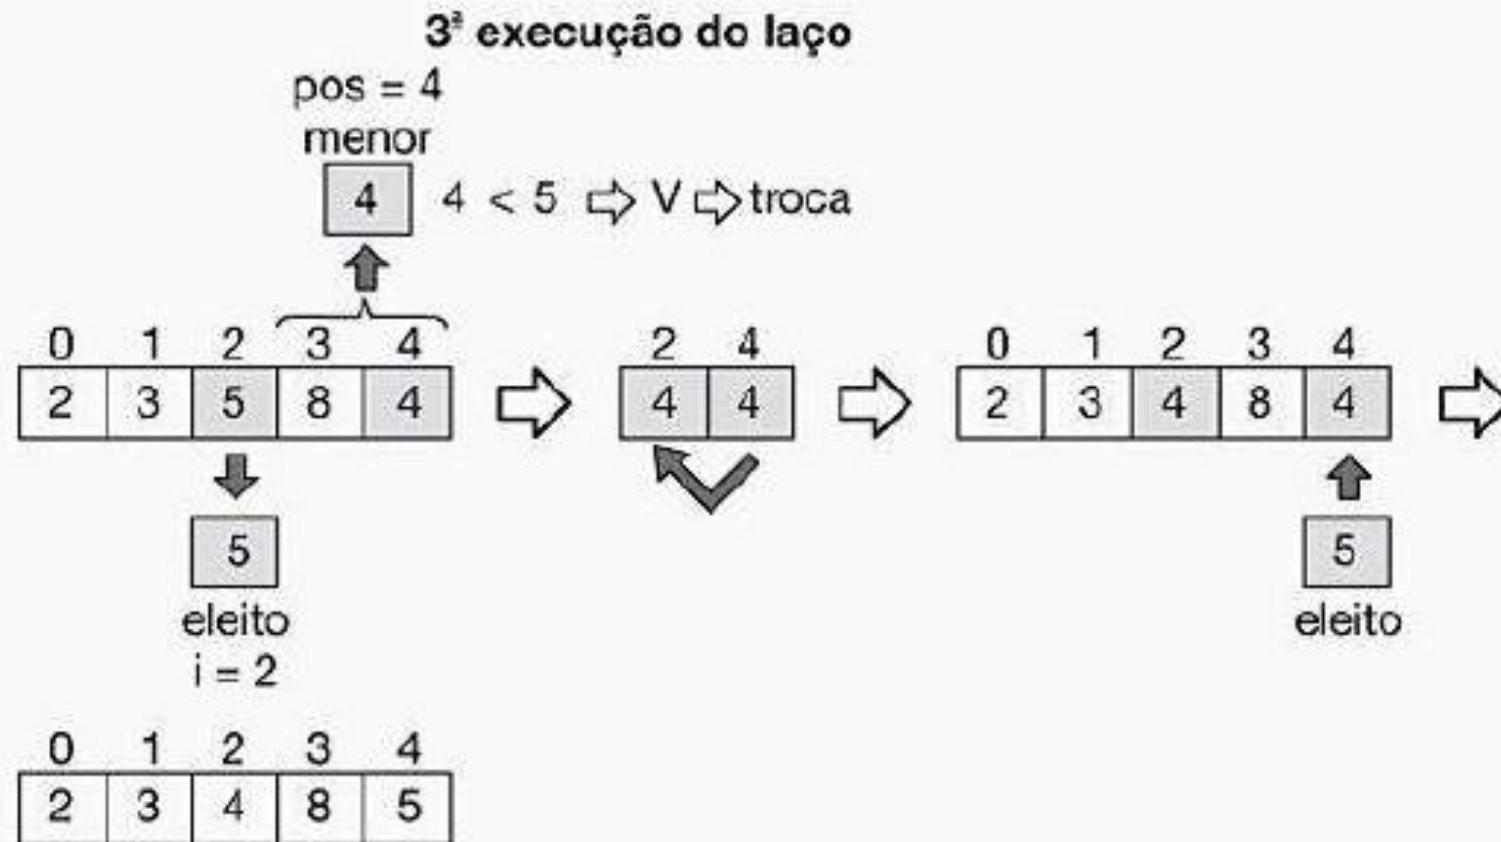 3ª execução do laço
pos = 4
menor
4 4 < 5 V troca
0 1 2 3 4 2 4 0 1 2 3 4
2 3 5 8 4 4 4 2 3 4 8 4
5 5
eleito eleito
i = 2
0 1 2 3 4
2 3 4 8 5